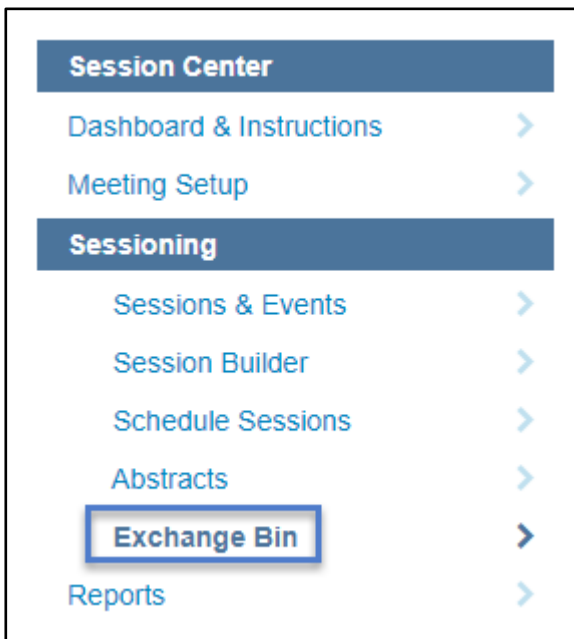 Session Center
Dashboard & Instructions
Meeting Setup
Sessioning
Sessions & Events
Session Builder
Schedule Sessions
Abstracts
Exchange Bin
Reports